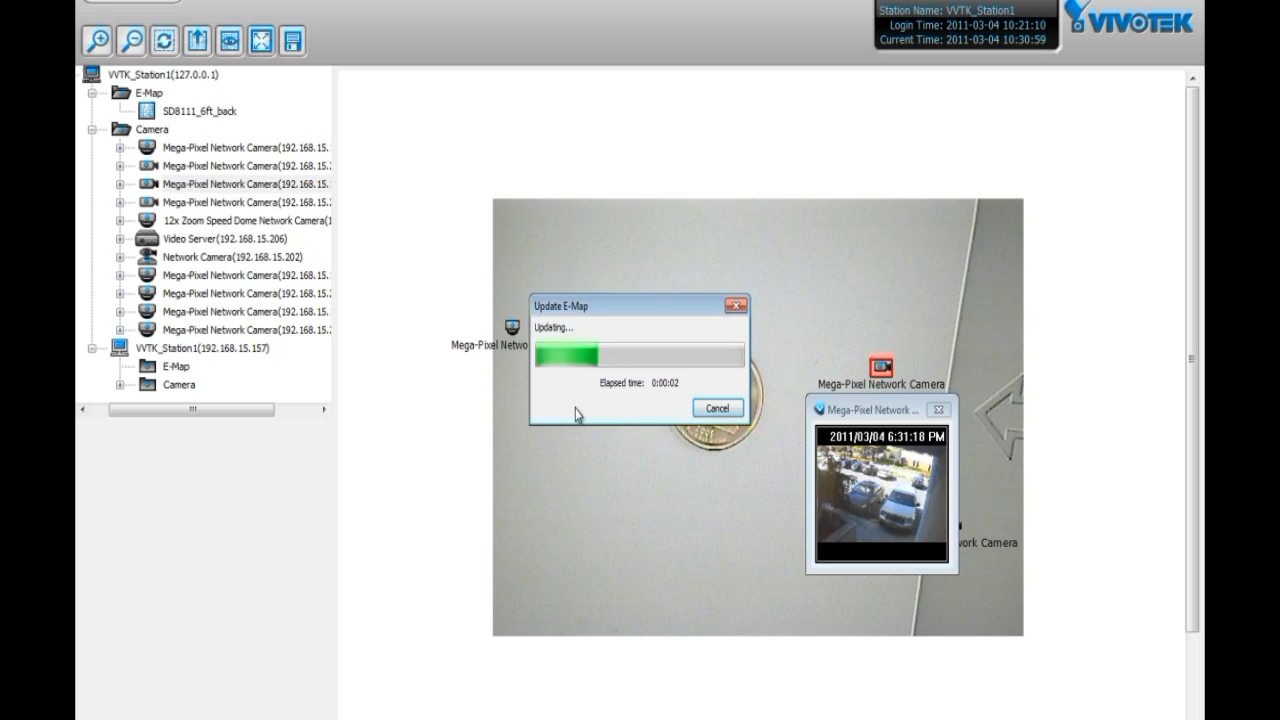 Station Name: VVTK_Station1
Login Time: 2011-03-04 10:21:10
Current Time: 2011-03-04 10:30:59
VIVOTEK
VVTK_Station1(127.0.0.1)
E-Map
SD8111_6ft_back
Camera
Mega-Pixel Network Camera(192.168.15.
Mega-Pixel Network Camera(192.168.15.2
Mega-Pixel Network Camera(192.168.15.
Mega-Pixel Network Camera(192.168.15.2
12x Zoom Speed Dome Network Camera(1
Video Server(192.168.15.206)
Network Camera(192.168.15.202)
Mega-Pixel Network Camera(192.168.15.
Mega-Pixel Network Camera(192.168.15.2
Mega-Pixel Network Camera(192.168.15.
Mega-Pixel Network Camera(192.168.15.2
VVTK_Station1(192.168.15.157)
E-Map
Camera
Update E-Map
Updating...
Elapsed time: 0:00:02
Cancel
Mega-Pixel Netwo
Mega-Pixel Network Camera
Mega-Pixel Network ...
2011/03/04 6:31:18 PM
work Camera